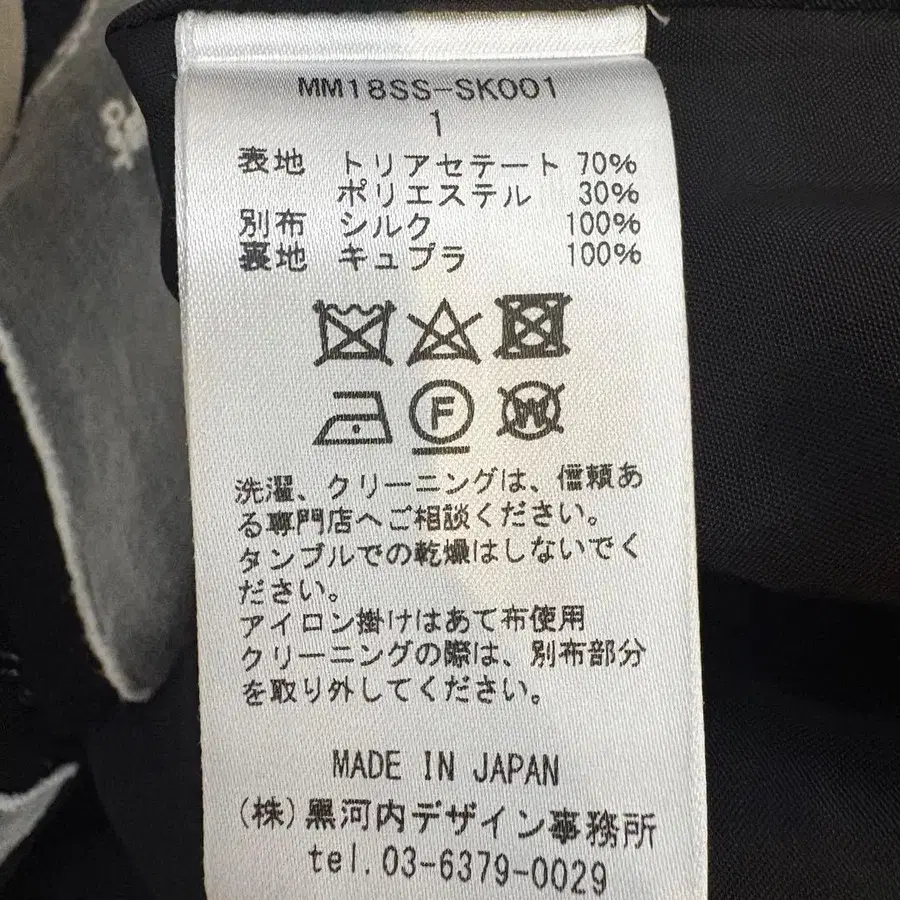 MM18SS-SK001
1
表地 トリアセテート 70%
ポリエステル 30%
別布 シルク 100%
裏地 キュプラ 100%
F
W
洗濯、クリーニングは、信頼あ
る専門店へご相談ください。
タンブルでの乾燥はしないでく
ださい。
アイロン掛けはあて布使用
クリーニングの際は、別布部分
を取り外してください。
MADE IN JAPAN
(株)黒河内デザイン事務所
tel.03-6379-0029